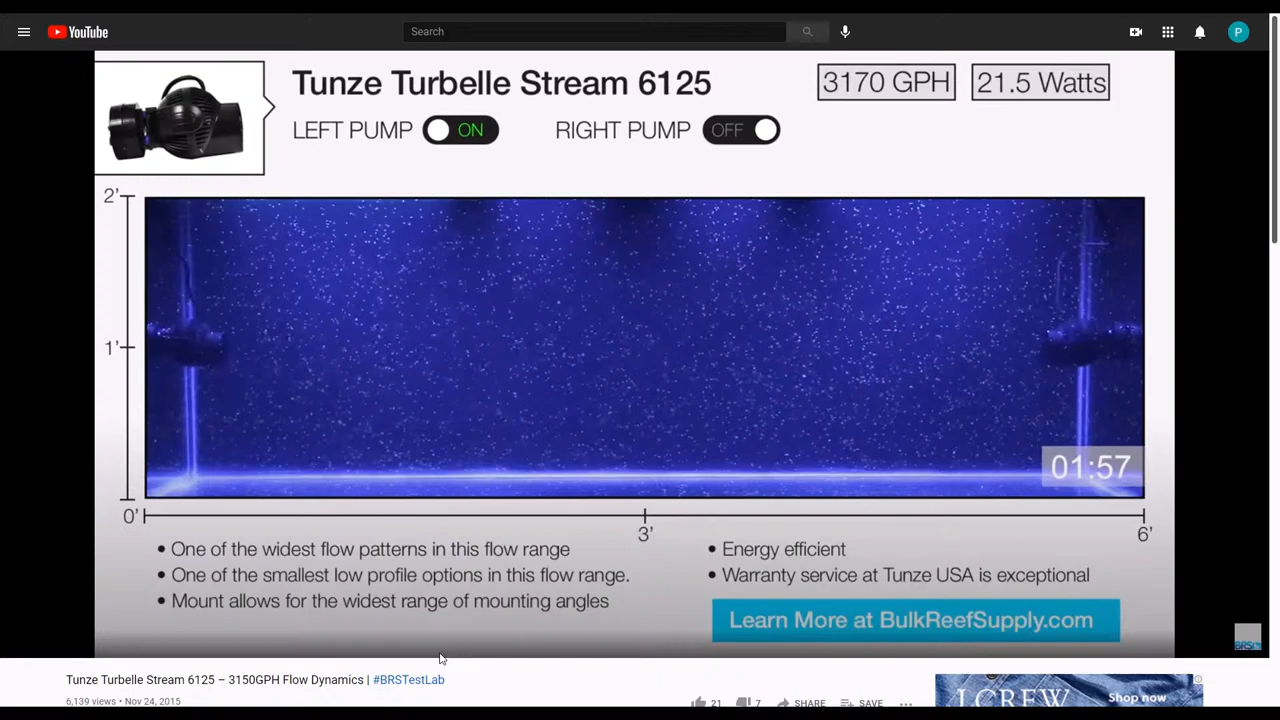 YouTube
Search
P
Tunze Turbelle Stream 6125
3170 GPH
21.5 Watts
LEFT PUMP ON
RIGHT PUMP OFF
2'
1'
01:57
0'
3'
6'
• One of the widest flow patterns in this flow range
• One of the smallest low profile options in this flow range.
• Mount allows for the widest range of mounting angles
• Energy efficient
• Warranty service at Tunze USA is exceptional
Learn More at BulkReefSupply.com
BRS
Tunze Turbelle Stream 6125 – 3150GPH Flow Dynamics | #BRSTestLab
6,139 views • Nov 24, 2015
21
7
SHARE
SAVE
J.CREW
Shop now